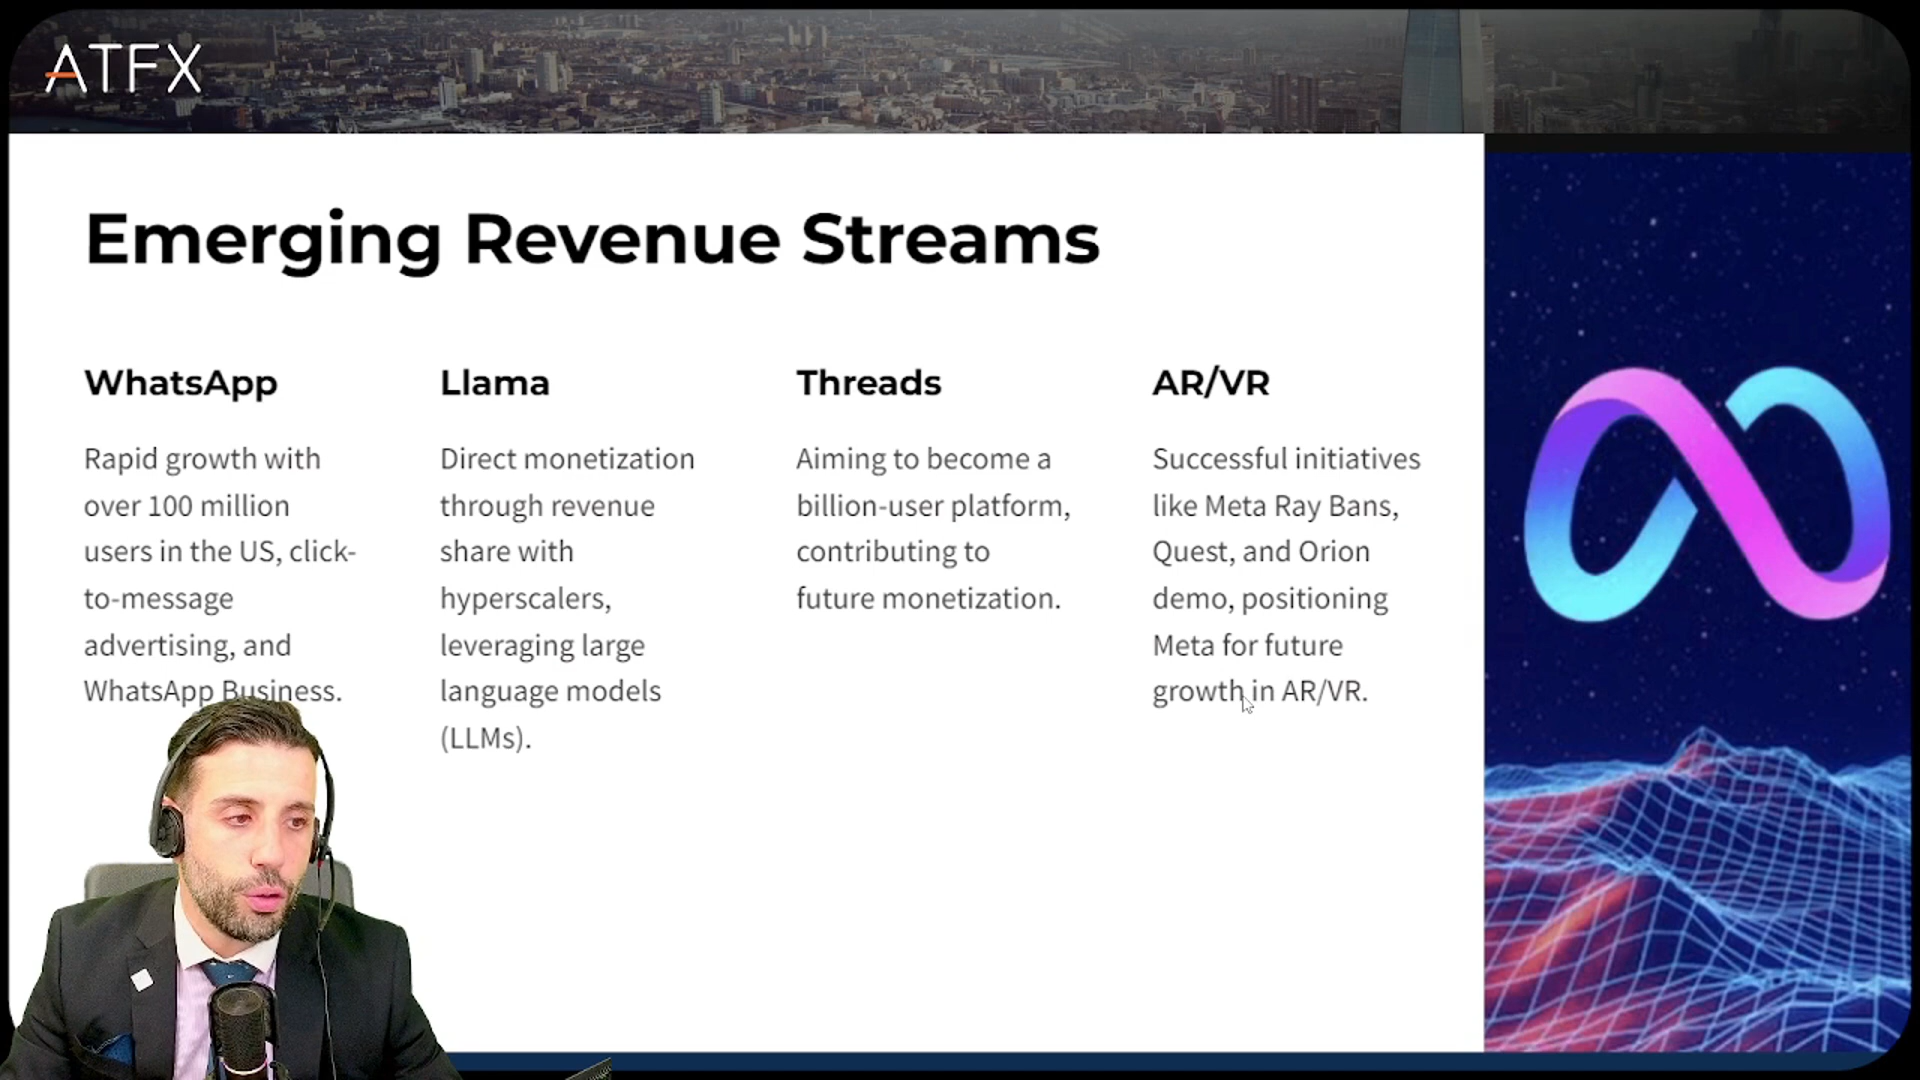 ATFX
Emerging Revenue Streams
WhatsApp
Rapid growth with
over 100 million
users in the US, click-
to-message
advertising, and
WhatsApp Business.
Llama
Direct monetization
through revenue
share with
hyperscalers,
leveraging large
language models
(LLMs).
Threads
Aiming to become a
billion-user platform,
contributing to
future monetization.
AR/VR
Successful initiatives
like Meta Ray Bans,
Quest, and Orion
demo, positioning
Meta for future
growth in AR/VR.